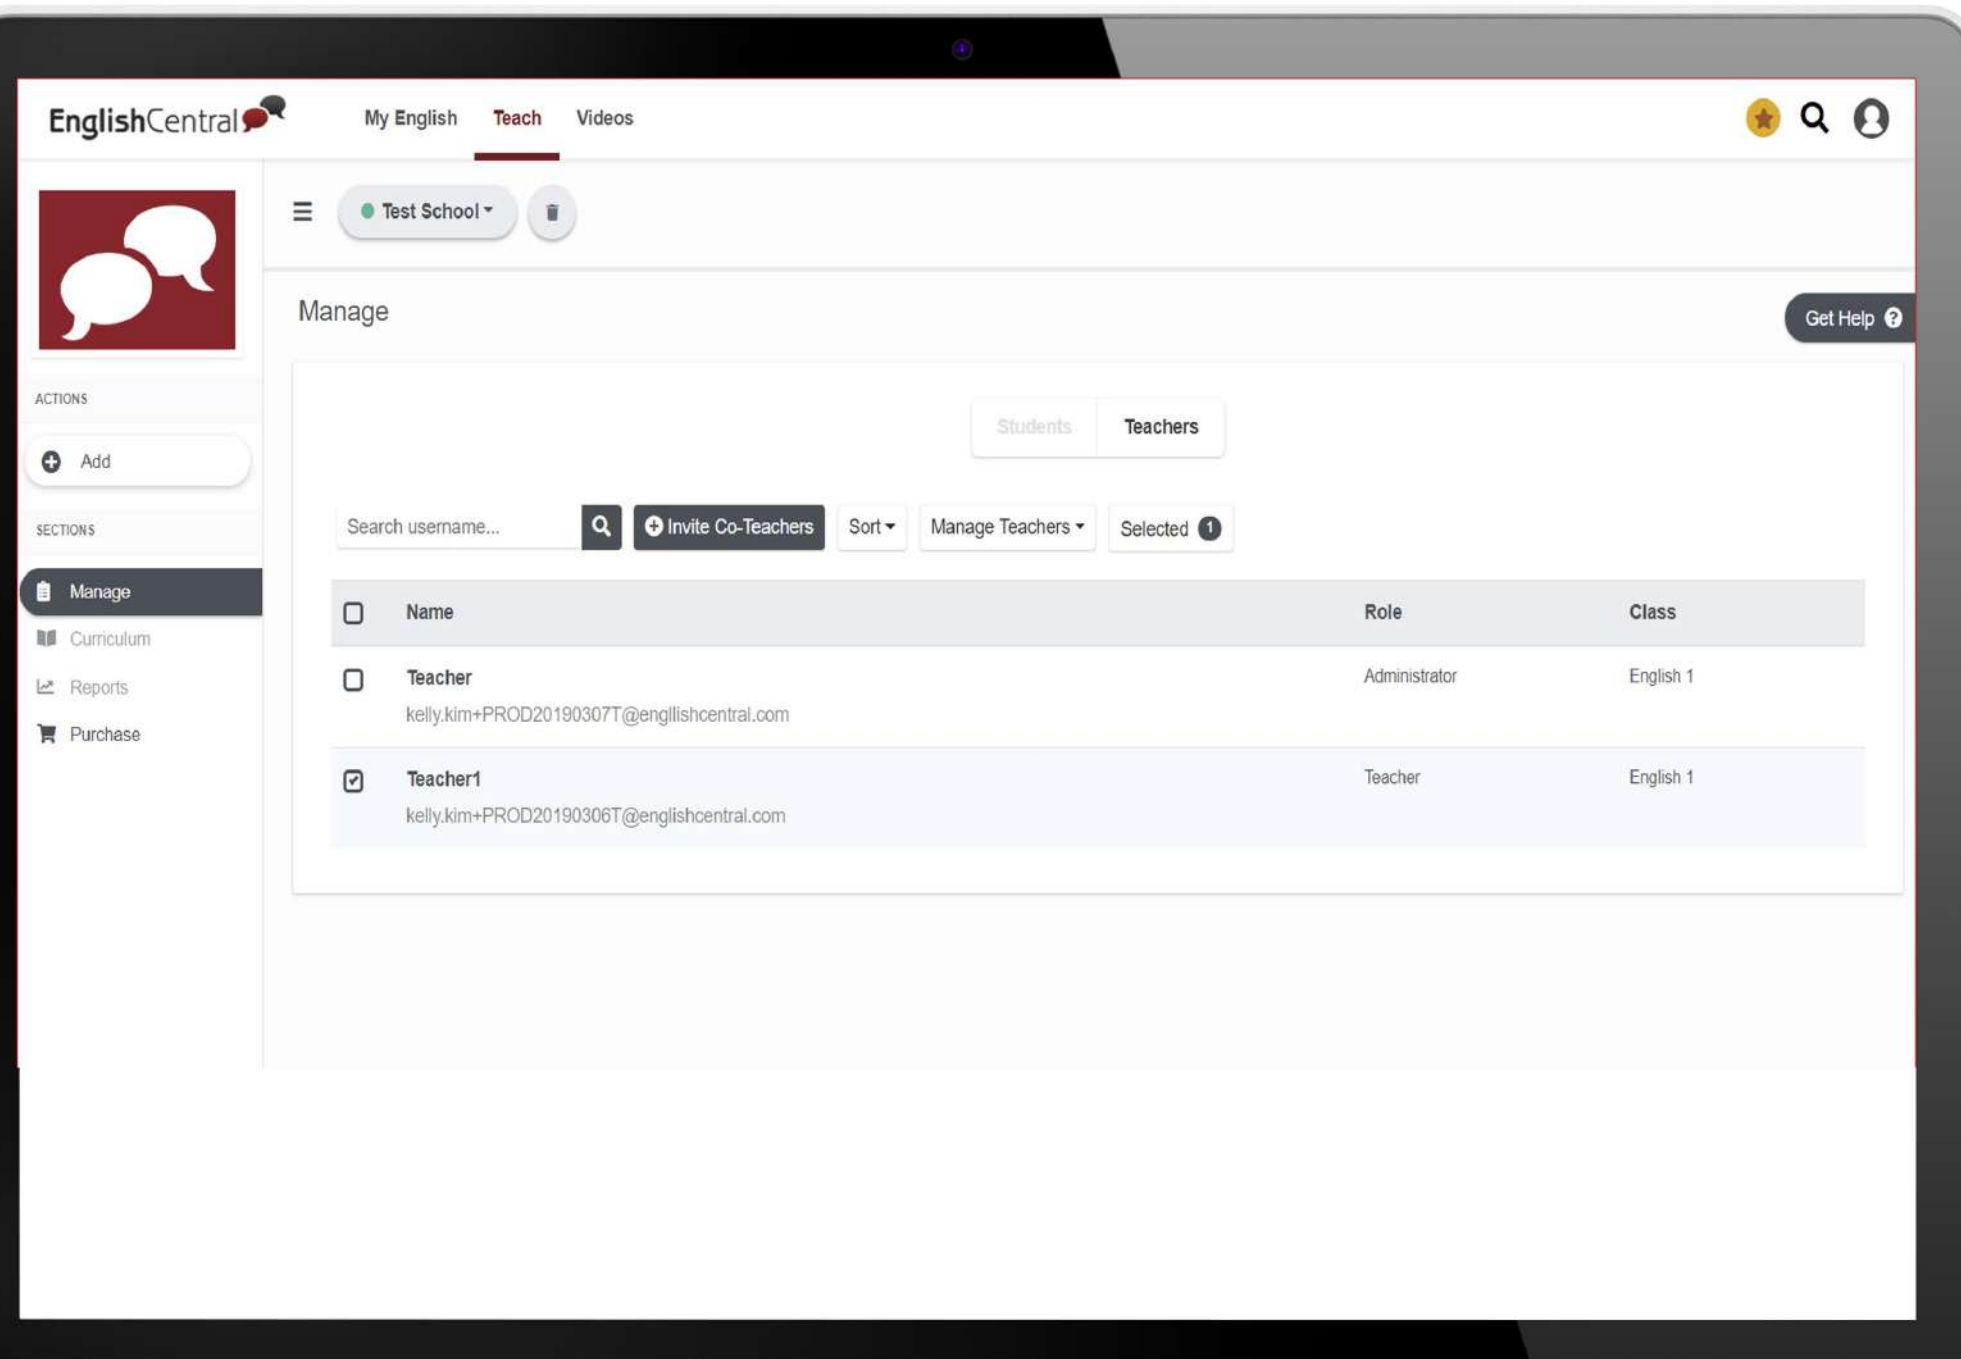 EnglishCentral My English Teach Videos
Test School
Manage
Get Help ?
ACTIONS
Students Teachers
Add
Search username... Invite Co-Teachers Sort Manage Teachers Selected 1
SECTIONS
Manage
Name Role Class
Curriculum
Teacher Administrator English 1
Reports
kelly.kim+PROD20190307T@engllishcentral.com
Purchase
Teacher1 Teacher English 1
kelly.kim+PROD20190306T@englishcentral.com